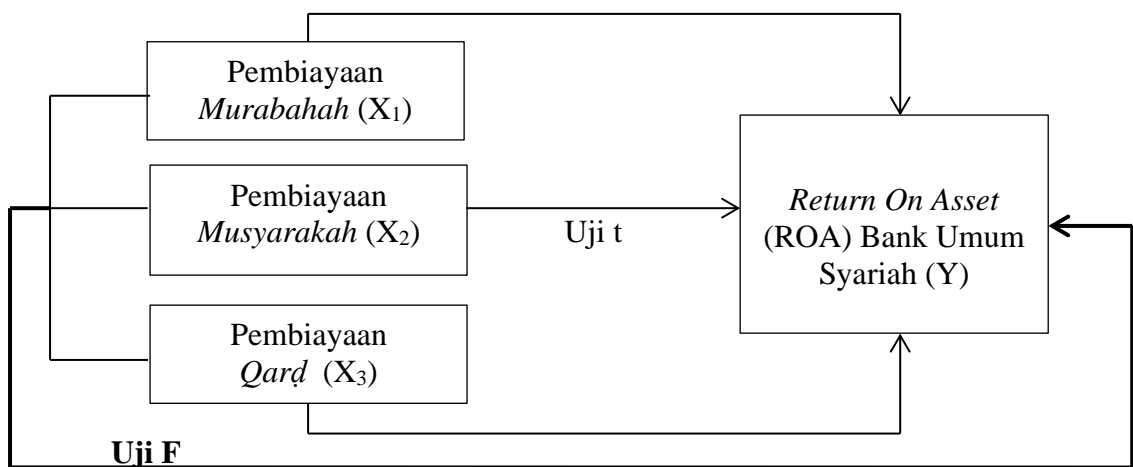 Pembiayaan
Murabahah (X₁)
Pembiayaan
Musyarakah (X₂)
Uji t
Return On Asset
(ROA) Bank Umum
Syariah (Y)
Pembiayaan
Qarḍ (X₃)
Uji F